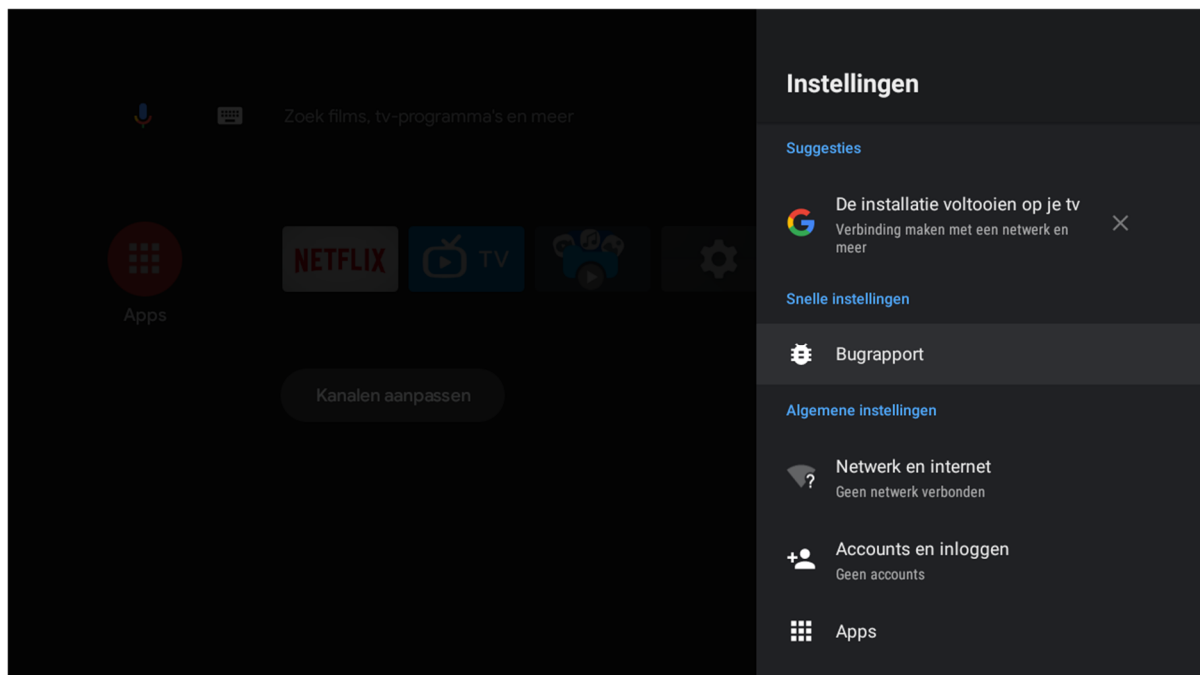 Instellingen
Zoek films, tv-programma's en meer
Suggesties
De installatie voltooien op je tv
Verbinding maken met een netwerk en
meer
NETFLIX
TV
Apps
Snelle instellingen
Bugrapport
Kanalen aanpassen
Algemene instellingen
Netwerk en internet
Geen netwerk verbonden
Accounts en inloggen
Geen accounts
Apps